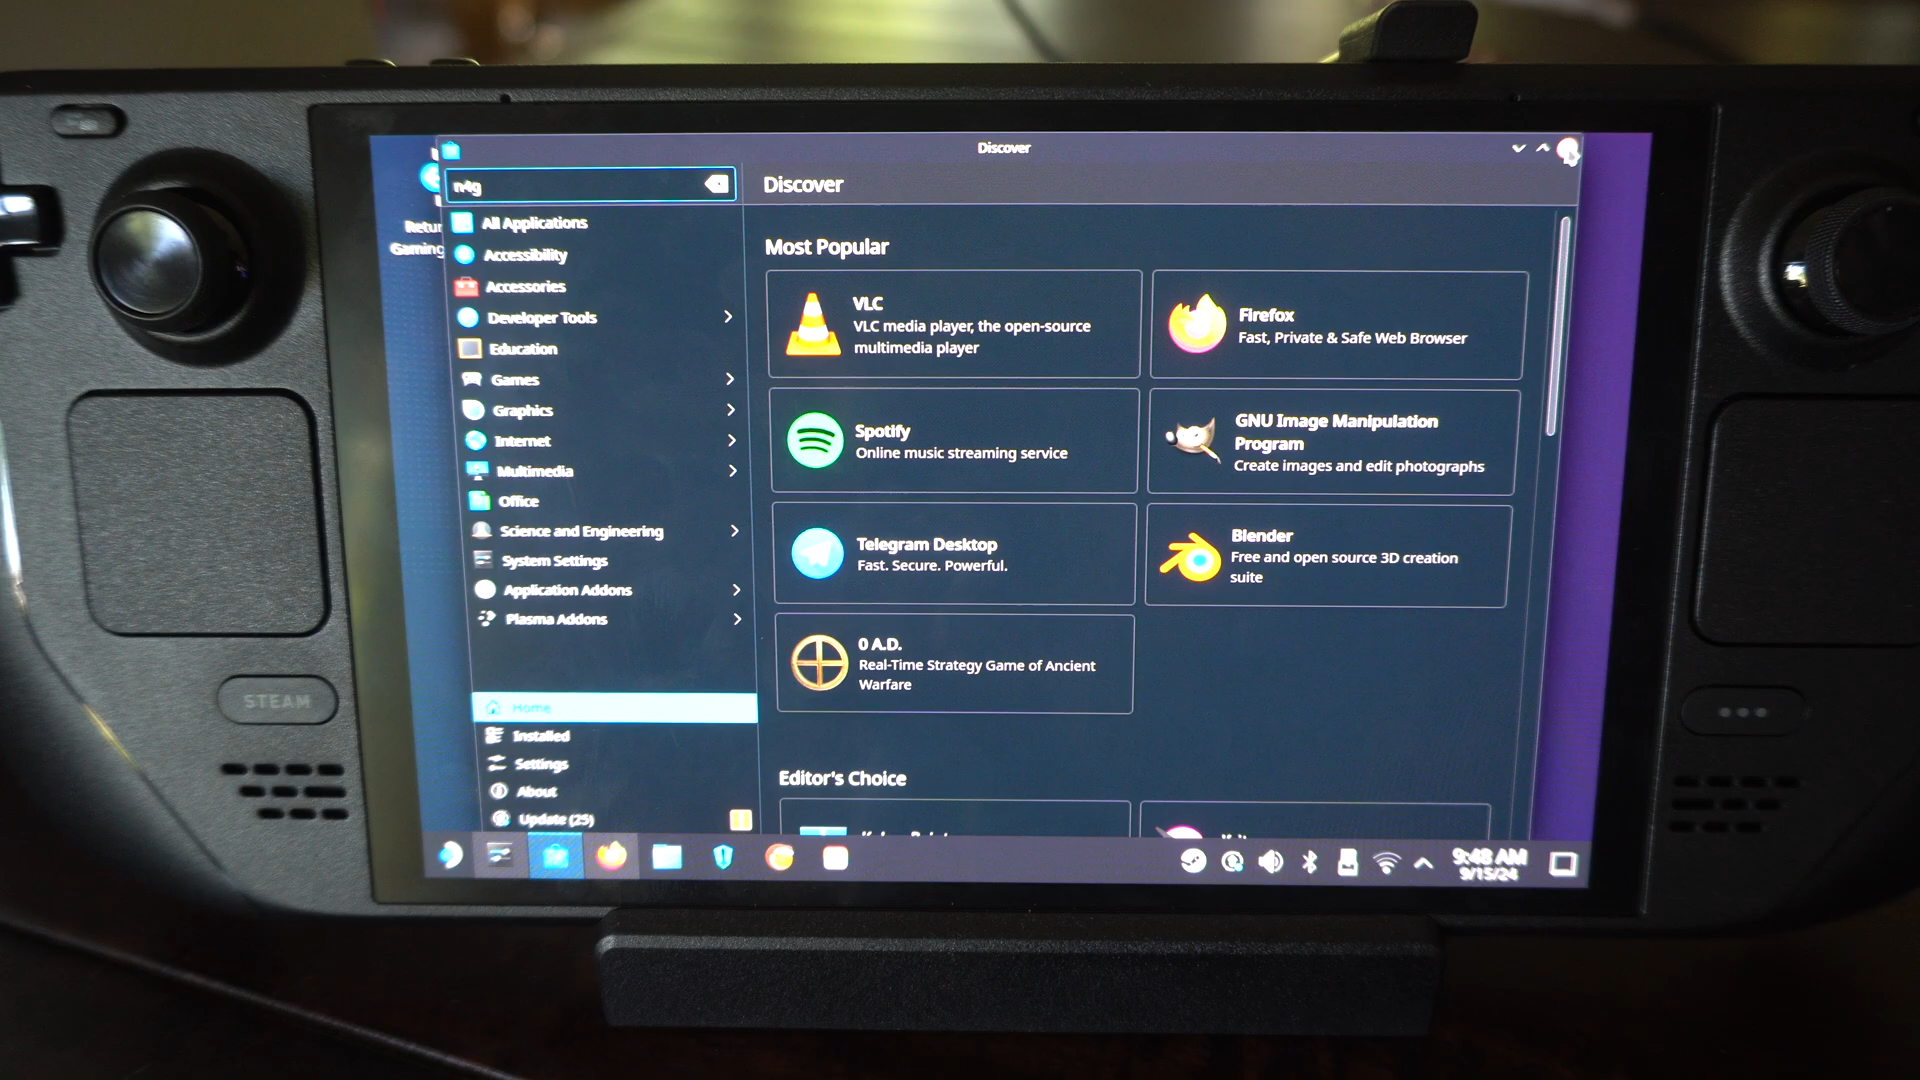 Discover
n4g
Discover
All Applications
Accessibility
Accessories
Developer Tools
Education
Games
Graphics
Internet
Multimedia
Office
Science and Engineering
System Settings
Application Addons
Plasma Addons
Home
Installed
Settings
About
Update (25)
Most Popular
VLC
VLC media player, the open-source
multimedia player
Firefox
Fast, Private & Safe Web Browser
Spotify
Online music streaming service
GNU Image Manipulation
Program
Create images and edit photographs
Telegram Desktop
Fast. Secure. Powerful.
Blender
Free and open source 3D creation
suite
0 A.D.
Real-Time Strategy Game of Ancient
Warfare
Editor's Choice
9:48 AM
9/15/24
STEAM